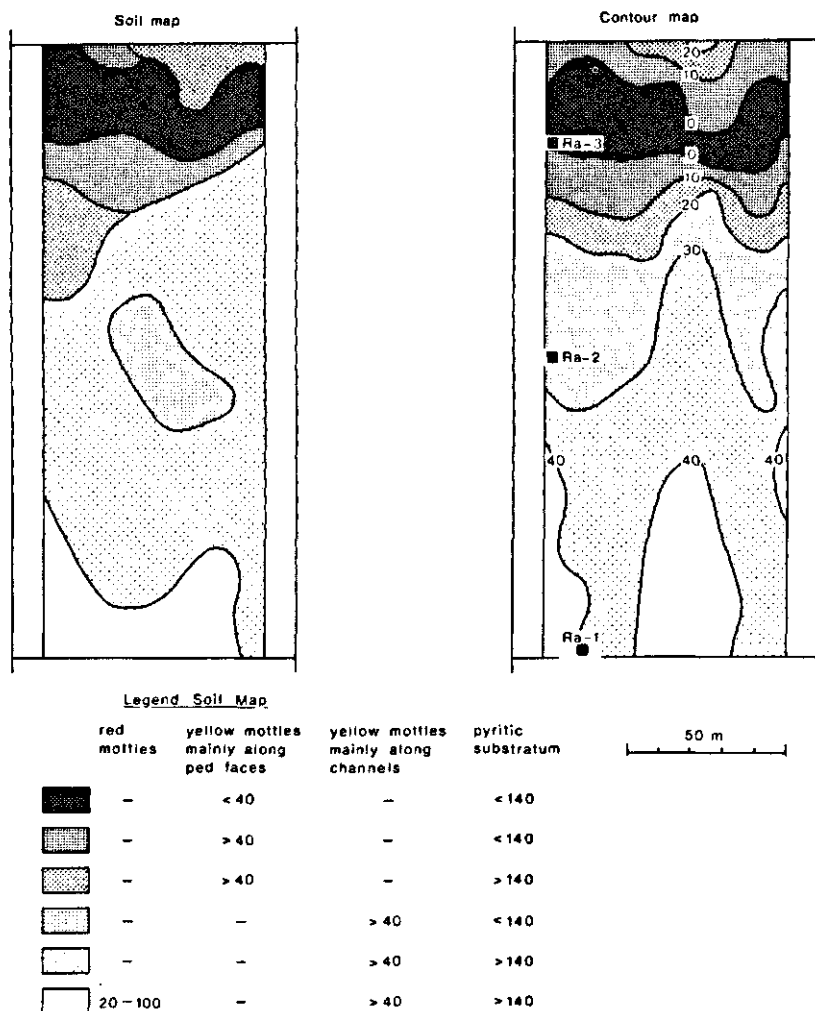 Soil map
Contour map
20
10
0
Ra-3
0
10
20
30
Ra-2
40 40 40
Ra-1
Legend Soil Map
red yellow mottles yellow mottles pyritic
mottles mainly along mainly along substratum
ped faces channels
50 m
– <40 – <140
– >40 – <140
– >40 – >140
– – >40 <140
– – >40 >140
20–100 – >40 >140